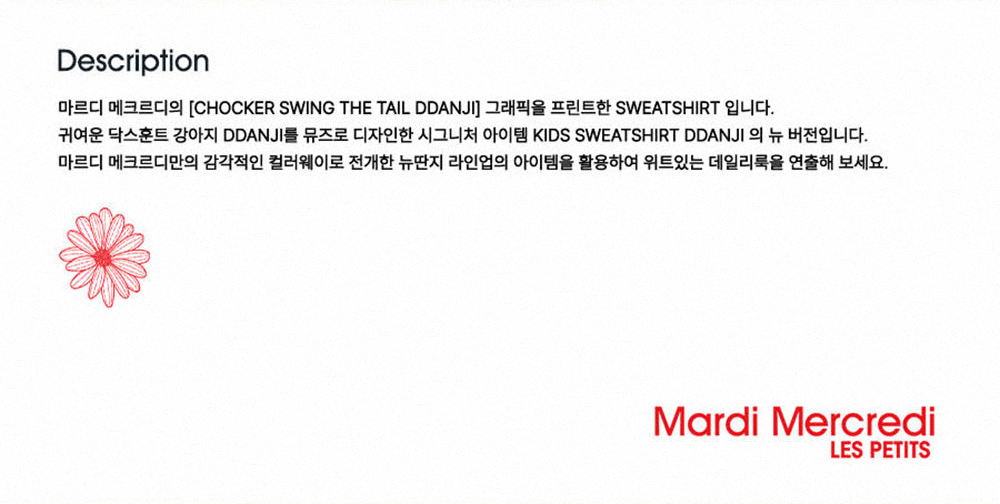 Description
마르디 메크르디의 [CHOCKER SWING THE TAIL DDANJI] 그래픽을 프린트한 SWEATSHIRT 입니다.
귀여운 닥스훈트 강아지 DDANJI를 뮤즈로 디자인한 시그니처 아이템 KIDS SWEATSHIRT DDANJI 의 뉴 버전입니다.
마르디 메크르디만의 감각적인 컬러웨이로 전개한 뉴딴지 라인업의 아이템을 활용하여 위트있는 데일리룩을 연출해 보세요.
Mardi Mercredi
LES PETITS